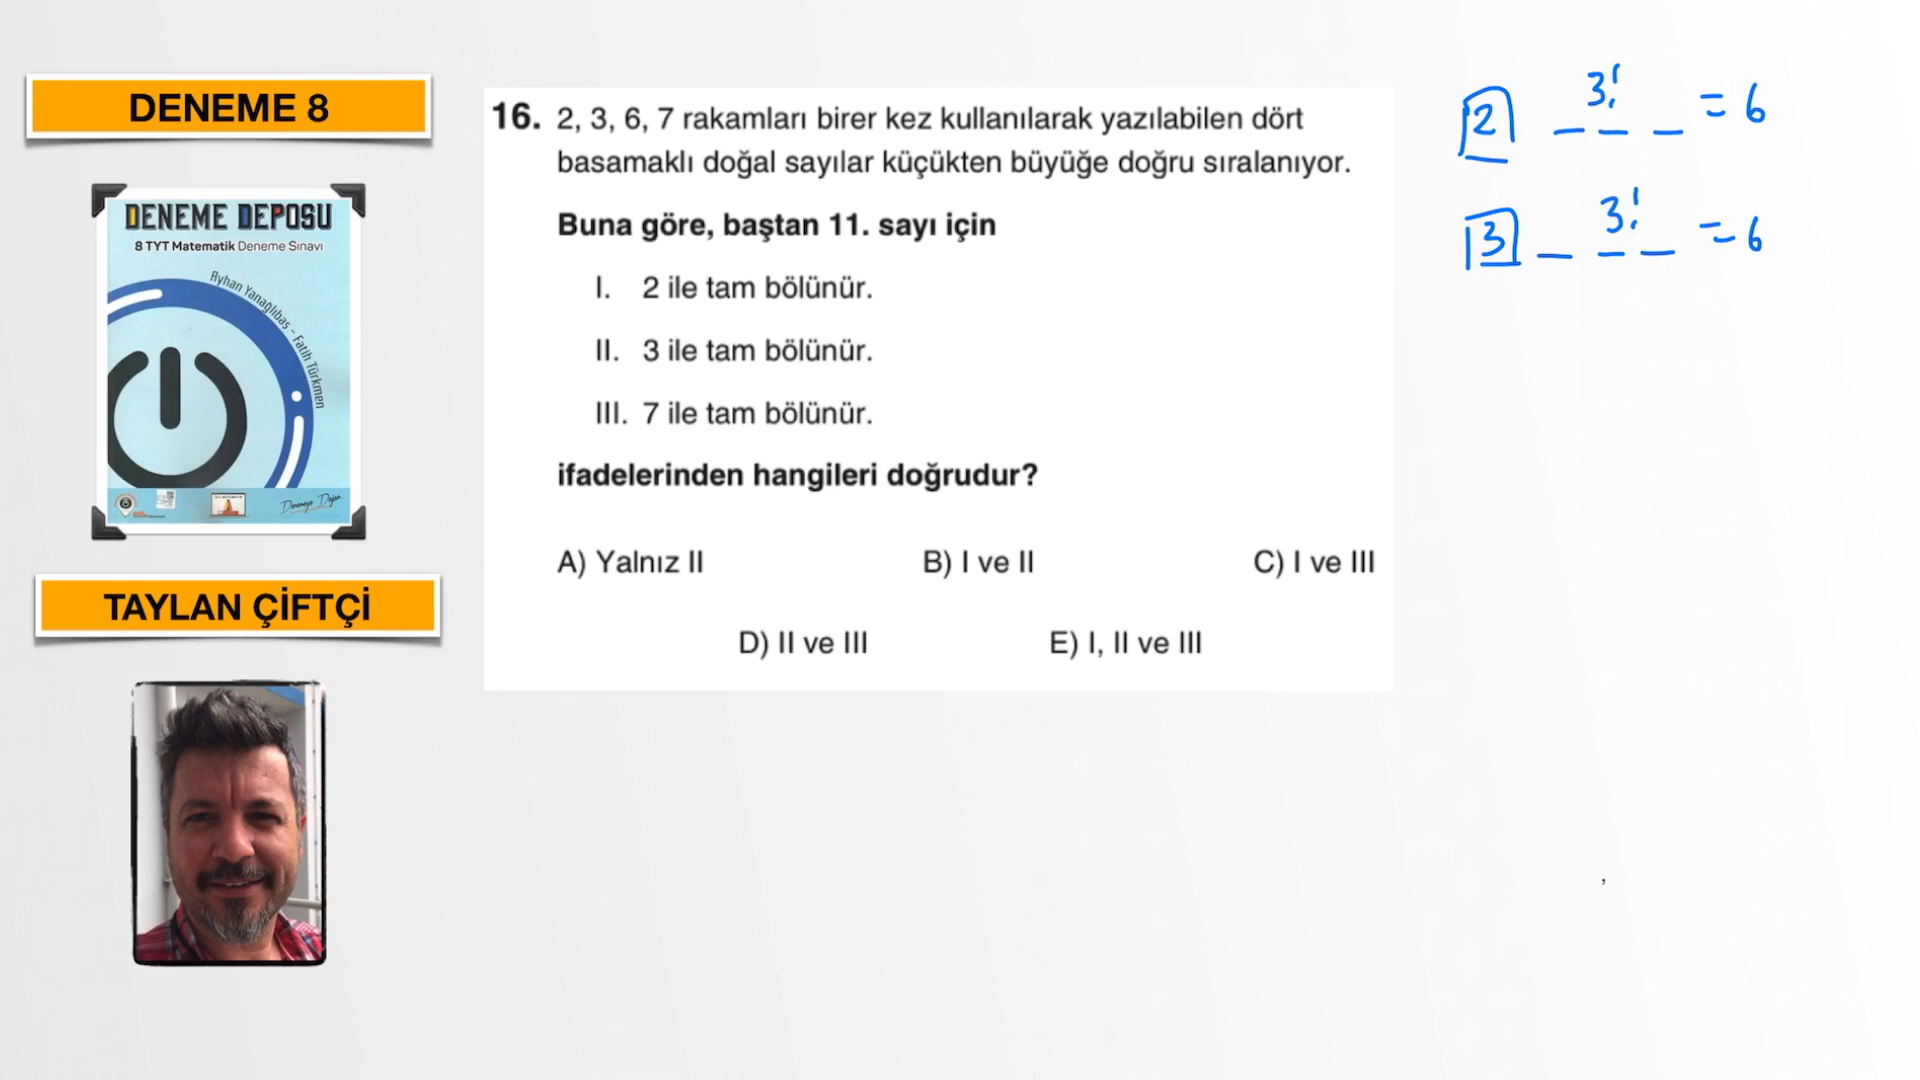 DENEME 8
DENEME DEPOSU
8 TYT Matematik Deneme Sınavı
Ayhan Yanağlıbaş - Fatih Türkmen
TAYLAN ÇİFTÇİ
16. 2, 3, 6, 7 rakamları birer kez kullanılarak yazılabilen dört
basamaklı doğal sayılar küçükten büyüğe doğru sıralanıyor.
Buna göre, baştan 11. sayı için
I. 2 ile tam bölünür.
II. 3 ile tam bölünür.
III. 7 ile tam bölünür.
ifadelerinden hangileri doğrudur?
A) Yalnız II B) I ve II C) I ve III
D) II ve III E) I, II ve III
2 _ _ _ 3! = 6
3 _ _ _ 3! = 6